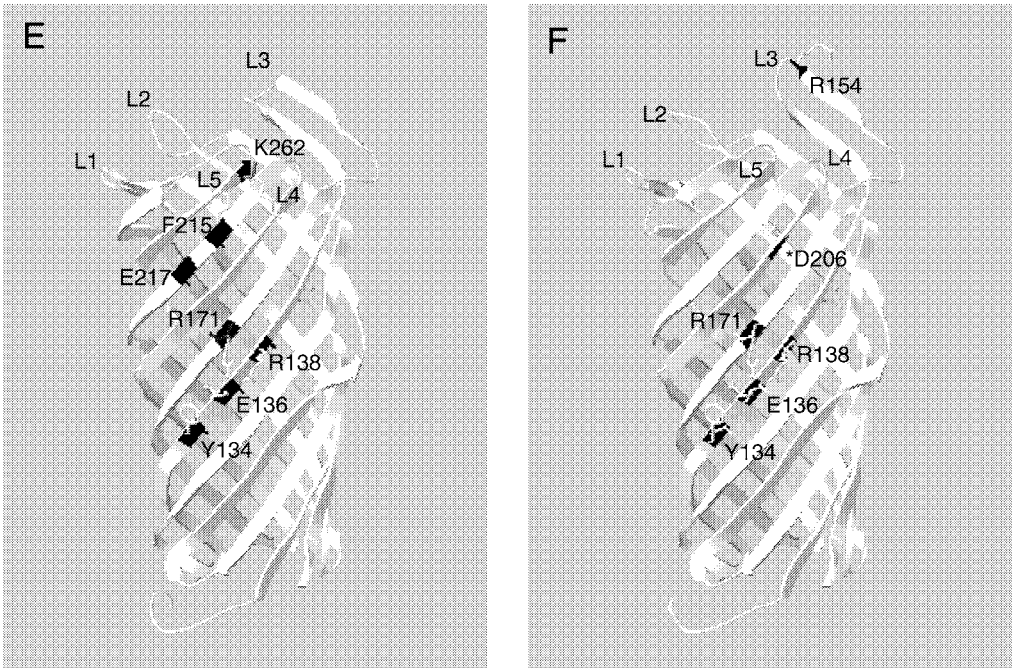 E
L3
L2
K262
L1
L5
L4
F215
E217
R171
R138
E136
Y134
F
L3
R154
L2
L1
L5
L4
*D206
R171
R138
E136
Y134